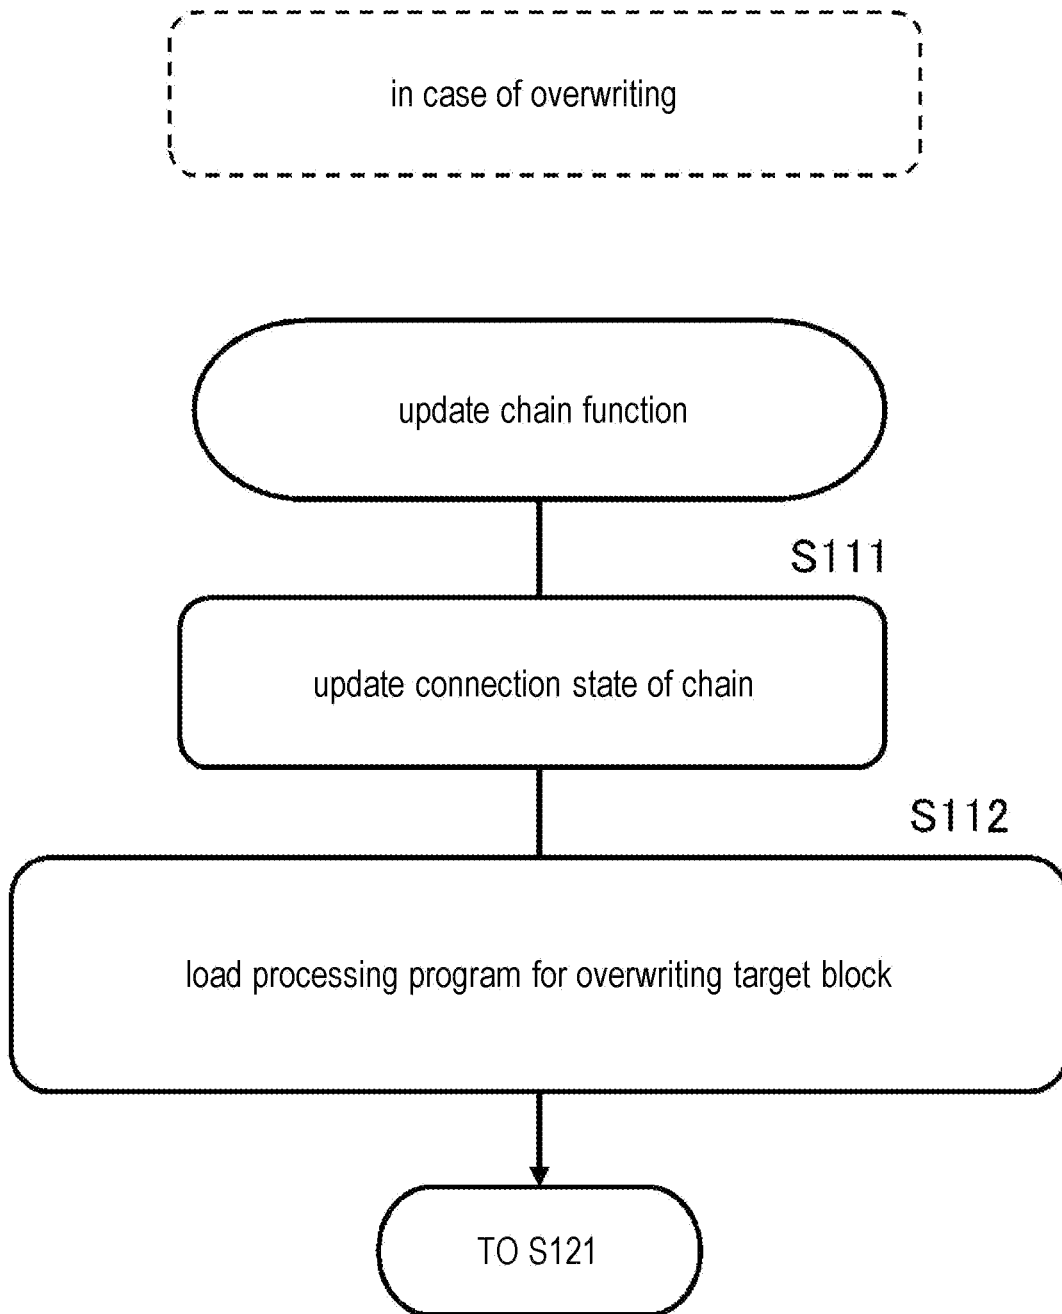 in case of overwriting
update chain function
S111
update connection state of chain
S112
load processing program for overwriting target block
TO S121